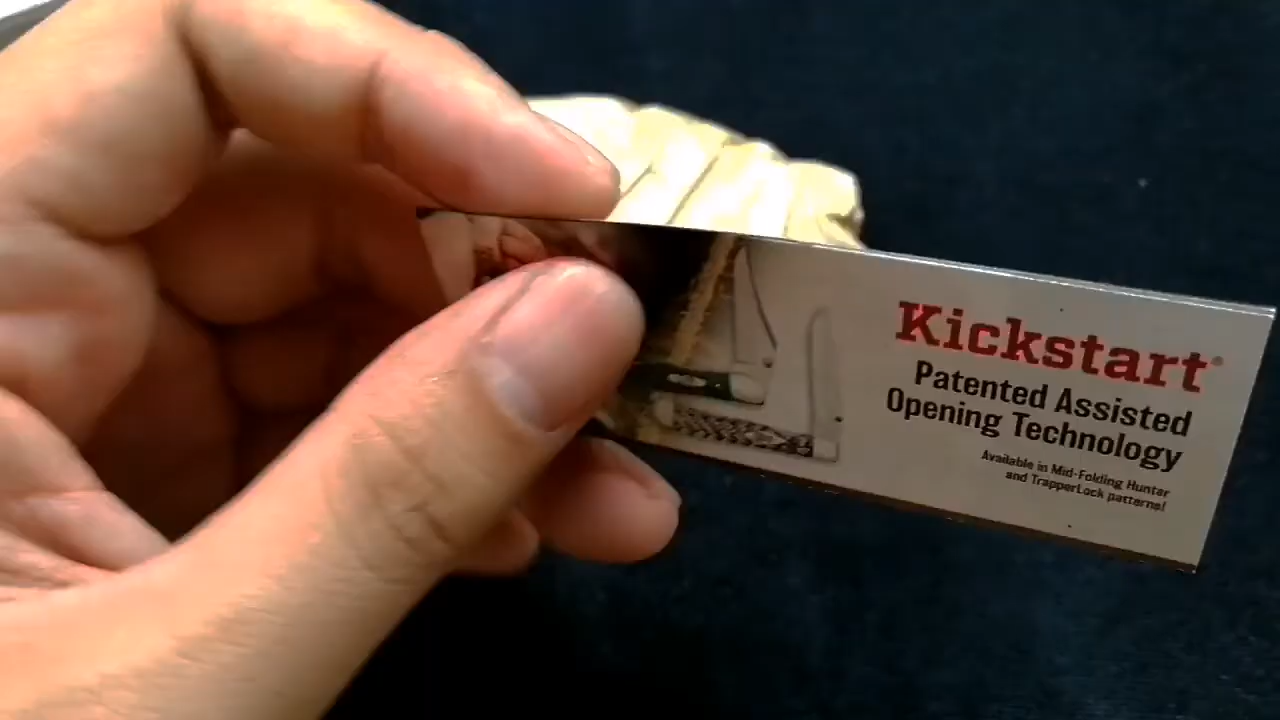 Kickstart®
Patented Assisted
Opening Technology
Available in Mid-Folding Hunter
and TrapperLock patterns!